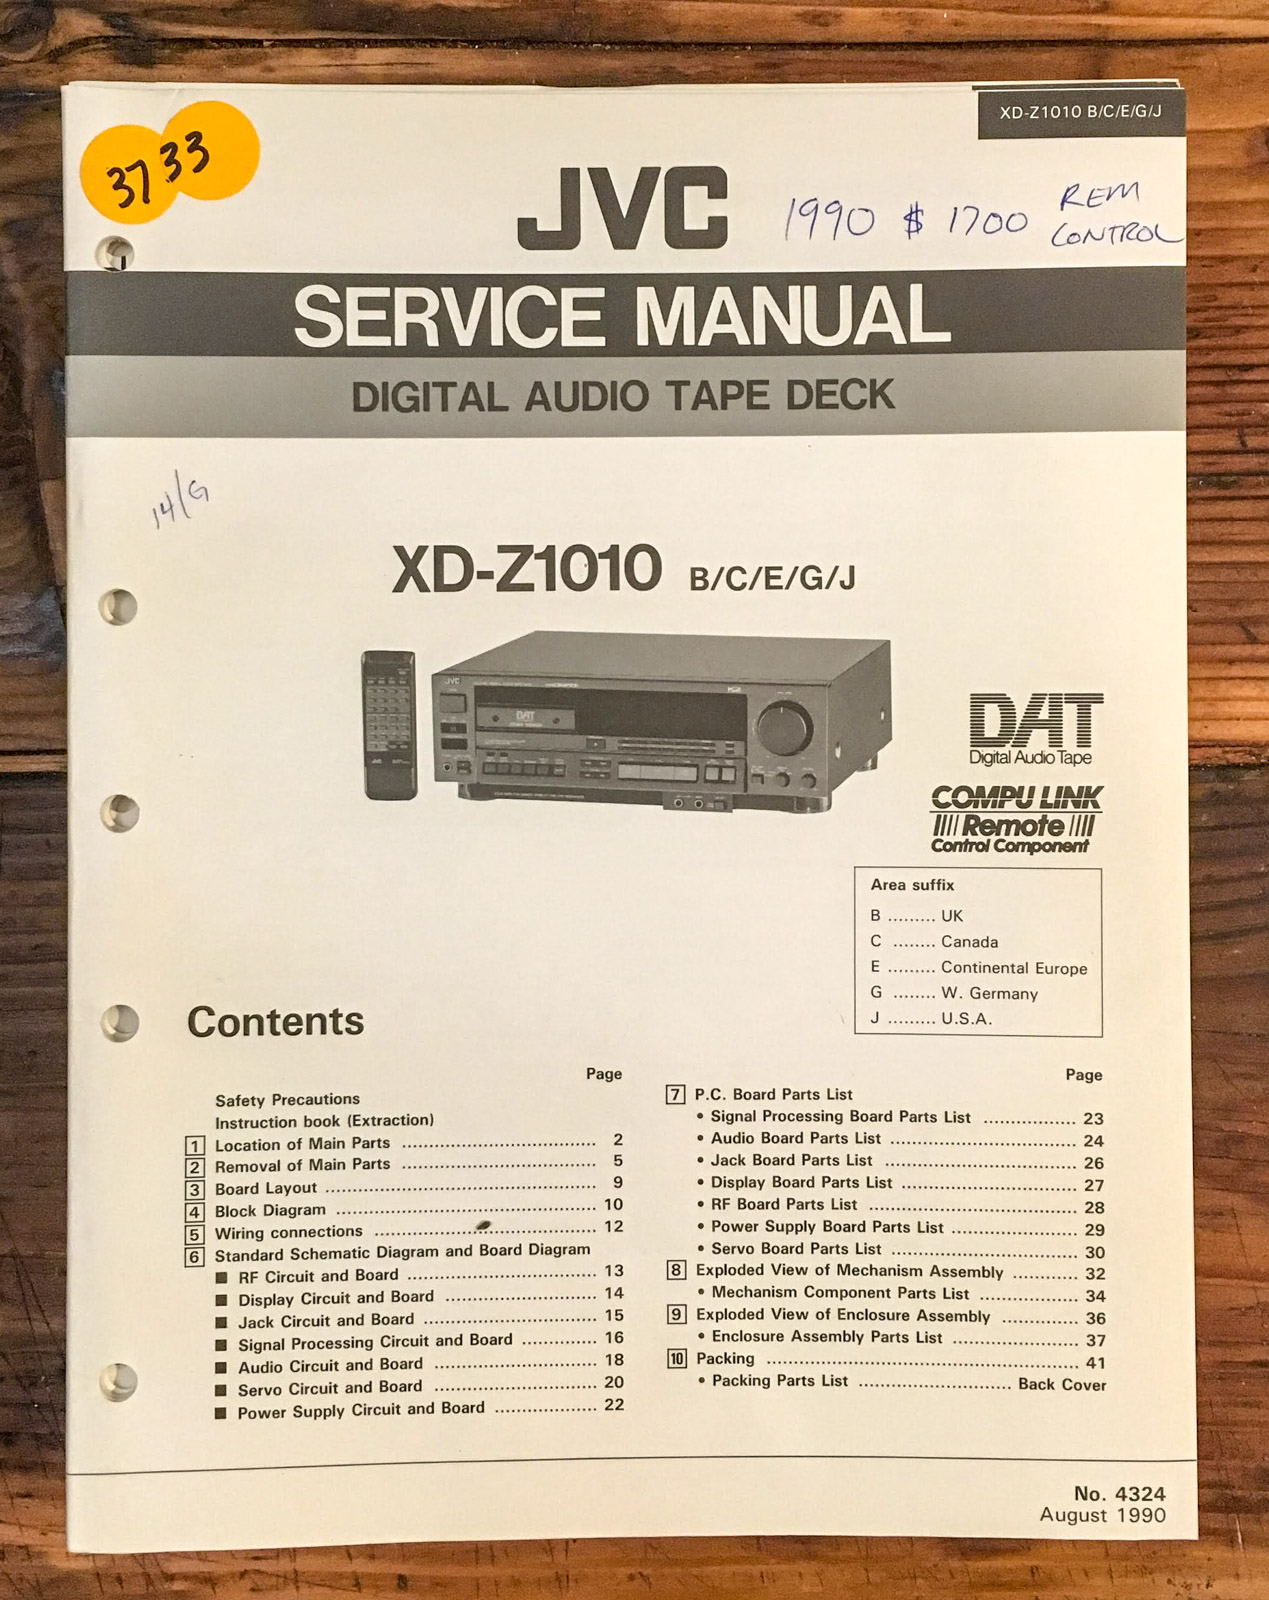 XD-Z1010 B/C/E/G/J
3733
JVC
1990 $ 1700 REM
CONTROL
SERVICE MANUAL
DIGITAL AUDIO TAPE DECK
14/G
XD-Z1010 B/C/E/G/J
JVC
DAT
JVC
DAT
Digital Audio Tape
COMPU LINK
Remote
Control Component
Area suffix
B ......... UK
C ........ Canada
E ......... Continental Europe
G ........ W. Germany
J ......... U.S.A.
Contents
Page
Safety Precautions
Instruction book (Extraction)
1 Location of Main Parts ................................. 2
2 Removal of Main Parts ................................. 5
3 Board Layout .............................................. 9
4 Block Diagram ............................................ 10
5 Wiring connections ...................................... 12
6 Standard Schematic Diagram and Board Diagram
■ RF Circuit and Board ................................ 13
■ Display Circuit and Board .......................... 14
■ Jack Circuit and Board ............................. 15
■ Signal Processing Circuit and Board ............. 16
■ Audio Circuit and Board ............................ 18
■ Servo Circuit and Board ............................ 20
■ Power Supply Circuit and Board .................. 22
Page
7 P.C. Board Parts List
• Signal Processing Board Parts List ................ 23
• Audio Board Parts List ................................ 24
• Jack Board Parts List ................................. 26
• Display Board Parts List .............................. 27
• RF Board Parts List .................................... 28
• Power Supply Board Parts List ...................... 29
• Servo Board Parts List ................................ 30
8 Exploded View of Mechanism Assembly ........... 32
• Mechanism Component Parts List ................. 34
9 Exploded View of Enclosure Assembly ............. 36
• Enclosure Assembly Parts List ...................... 37
10 Packing ..................................................... 41
• Packing Parts List .......................... Back Cover
No. 4324
August 1990